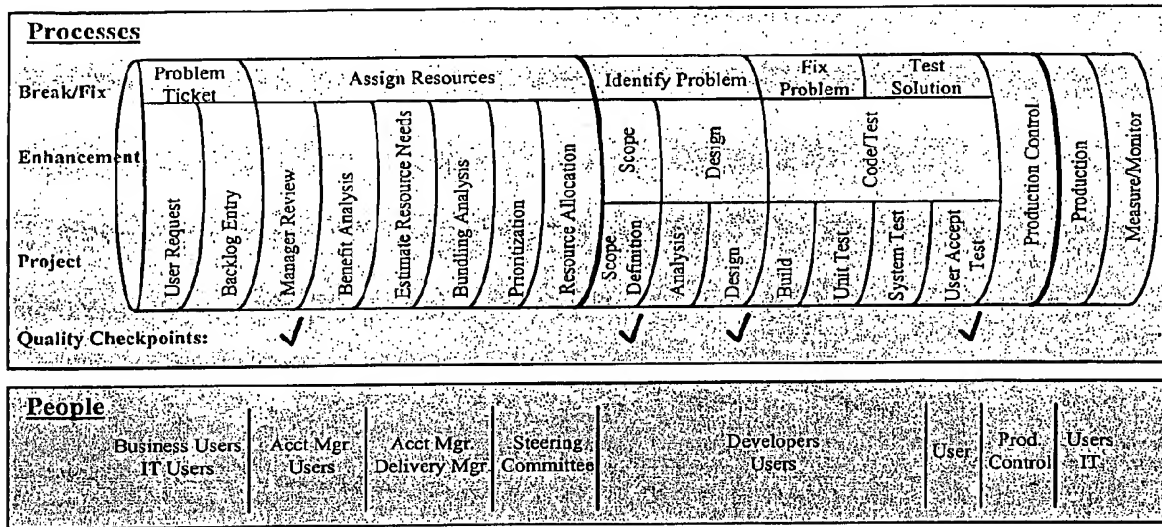 Processes
Break/Fix
Problem
Ticket
Assign Resources
Identify Problem
Fix
Problem
Test
Solution
Enhancement
Scope
Design
Code/Test
Project
User Request
Backlog Entry
Manager Review
Benefit Analysis
Estimate Resource Needs
Bundling Analysis
Prioritization
Resource Allocation
Scope
Definition
Analysis
Design
Build
Unit Test
System Test
User Accept
Test
Production Control
Production
Measure/Monitor
Quality Checkpoints:
People
Business Users
IT Users
Acct Mgr.
Users
Acct Mgr.
Delivery Mgr.
Steering
Committee
Developers
Users
User
Prod.
Control
Users
IT